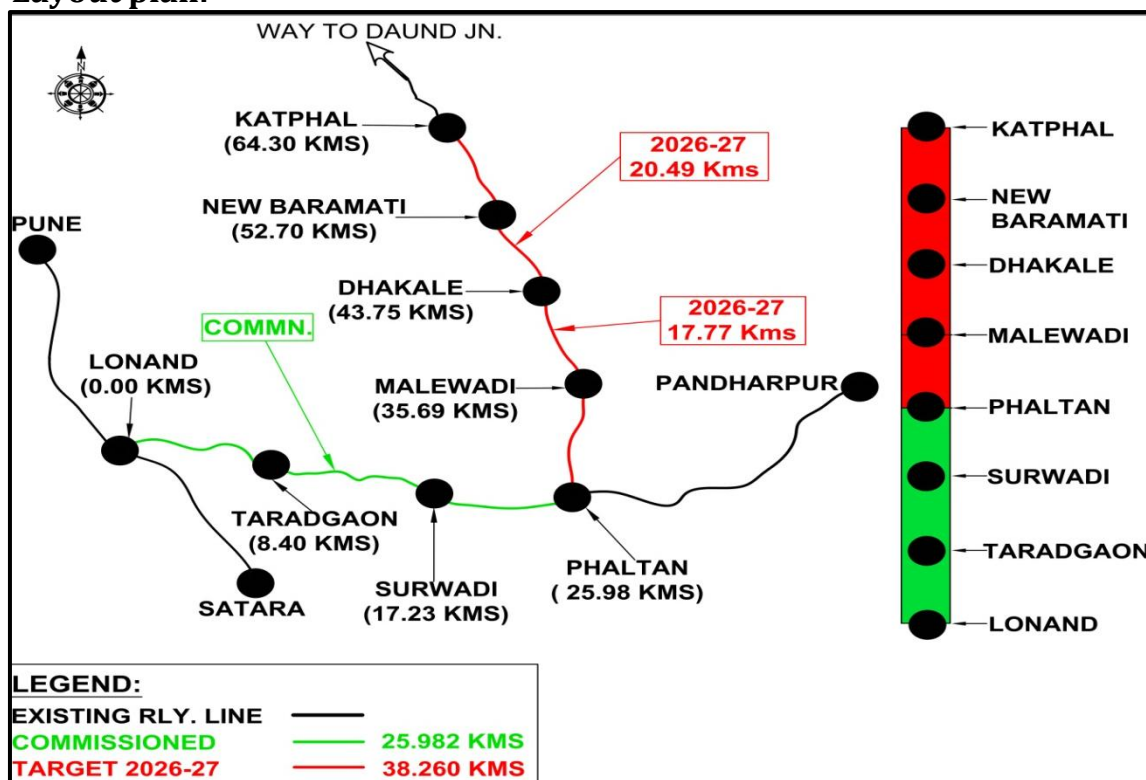 Layout plan:
WAY TO DAUND JN.
N
KATPHAL
(64.30 KMS)
2026-27
20.49 Kms
NEW BARAMATI
(52.70 KMS)
PUNE
DHAKALE
(43.75 KMS)
2026-27
17.77 Kms
COMMN.
LONAND
(0.00 KMS)
MALEWADI
(35.69 KMS)
PANDHARPUR
TARADGAON
(8.40 KMS)
SURWADI
(17.23 KMS)
PHALTAN
( 25.98 KMS)
SATARA
KATPHAL
NEW
BARAMATI
DHAKALE
MALEWADI
PHALTAN
SURWADI
TARADGAON
LONAND
LEGEND:
EXISTING RLY. LINE
COMMISSIONED 25.982 KMS
TARGET 2026-27 38.260 KMS